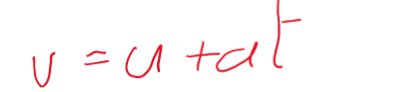 v = u + at